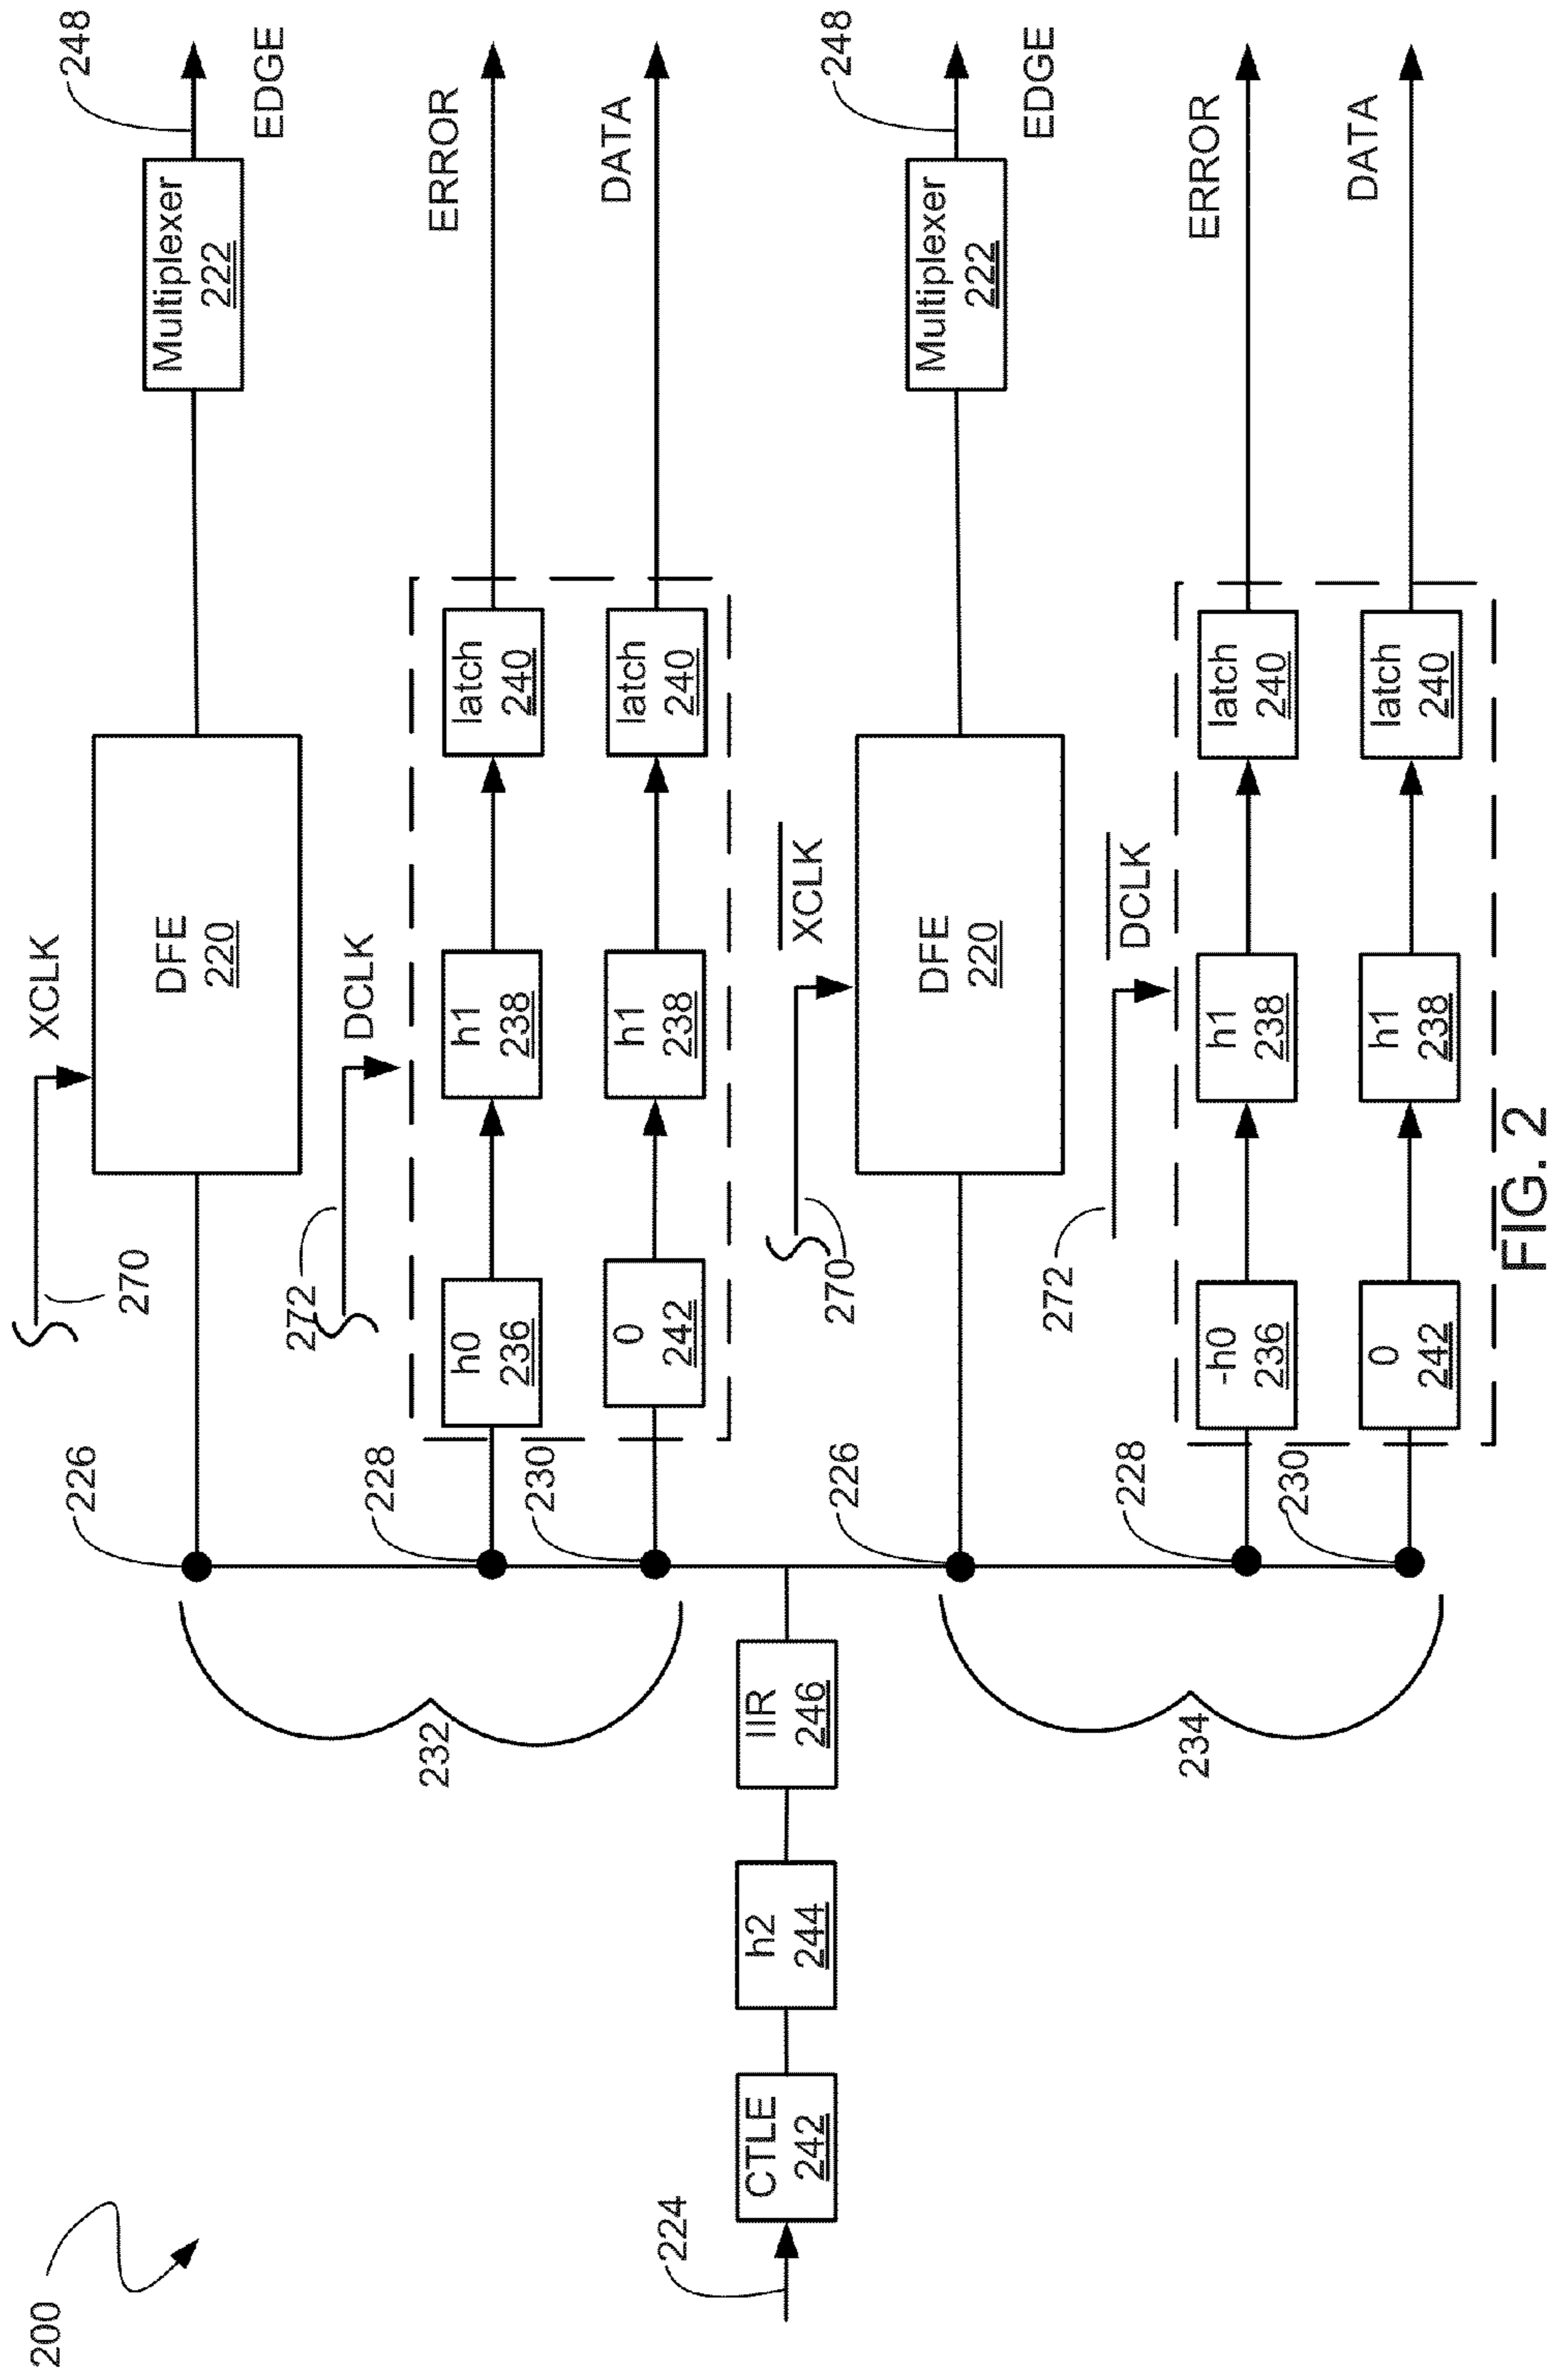 200
224
CTLE
242
h2
244
IIR
246
232
234
226
XCLK
270
DFE
220
Multiplexer
222
248
EDGE
228
272
DCLK
h0
236
h1
238
latch
240
ERROR
230
0
242
h1
238
latch
240
DATA
226
XCLK
270
DFE
220
Multiplexer
222
248
EDGE
228
272
DCLK
-h0
236
h1
238
latch
240
ERROR
230
0
242
h1
238
latch
240
DATA
FIG. 2